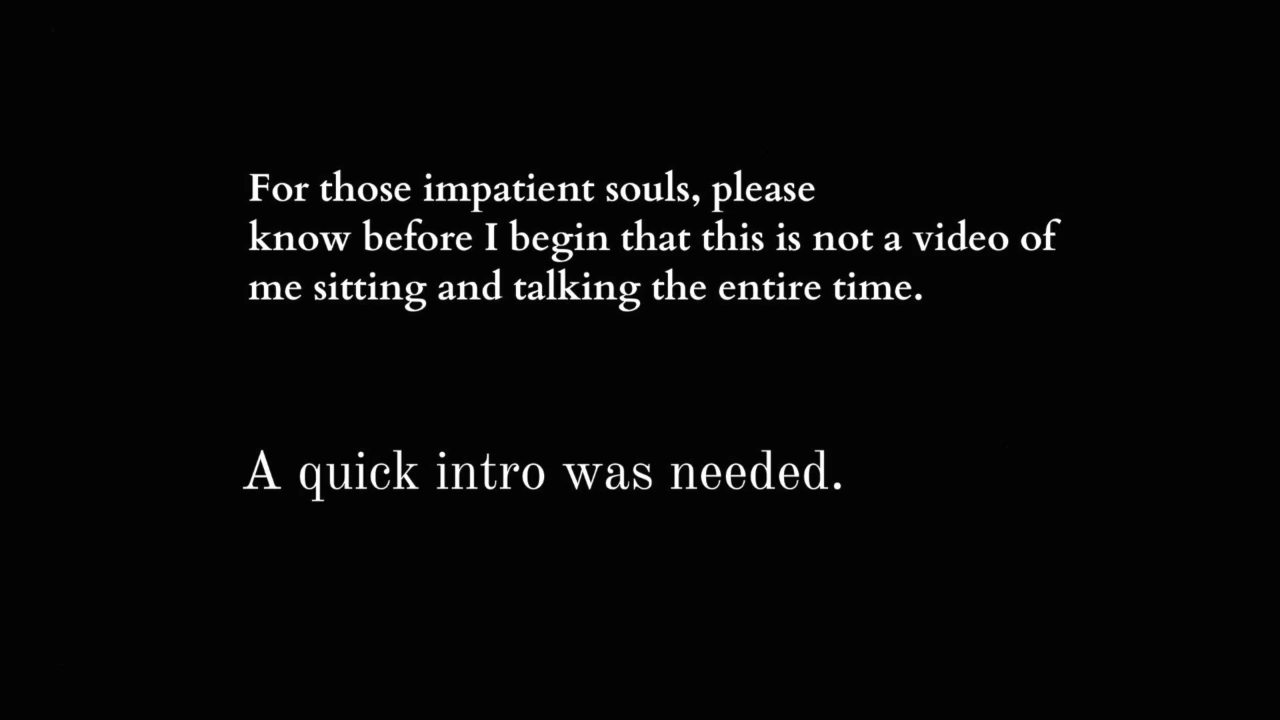 For those impatient souls, please
know before I begin that this is not a video of
me sitting and talking the entire time.
A quick intro was needed.